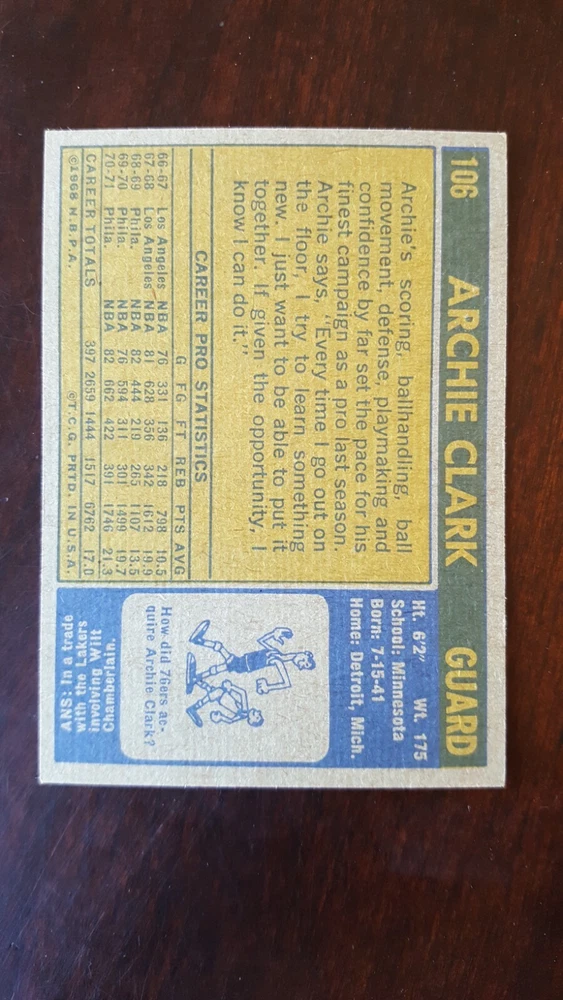 106 ARCHIE CLARK GUARD
Archie's scoring, ballhandling, ball
movement, defense, playmaking and
confidence by far set the pace for his
finest campaign as a pro last season.
Archie says, "Every time I go out on
the floor, I try to learn something
new. I just want to be able to put it
together. If given the opportunity, I
know I can do it."
Ht. 6'2" Wt. 175
School: Minnesota
Born: 7-15-41
Home: Detroit, Mich.
CAREER PRO STATISTICS
G FG FT REB PTS AVG
66-67 Los Angeles NBA 76 331 136 218 798 10.5
67-68 Los Angeles NBA 81 628 356 342 1612 19.9
68-69 Phila. NBA 82 444 219 265 1107 13.5
69-70 Phila. NBA 76 594 311 301 1499 19.7
70-71 Phila. NBA 82 662 422 391 1746 21.3
CAREER TOTALS 397 2659 1444 1517 6762 17.0
©1968 N.B.P.A. ©T.C.G. PRTD. IN U.S.A.
How did 76ers ac-
quire Archie Clark?
ANS: In a trade
with the Lakers
involving Wilt
Chamberlain.